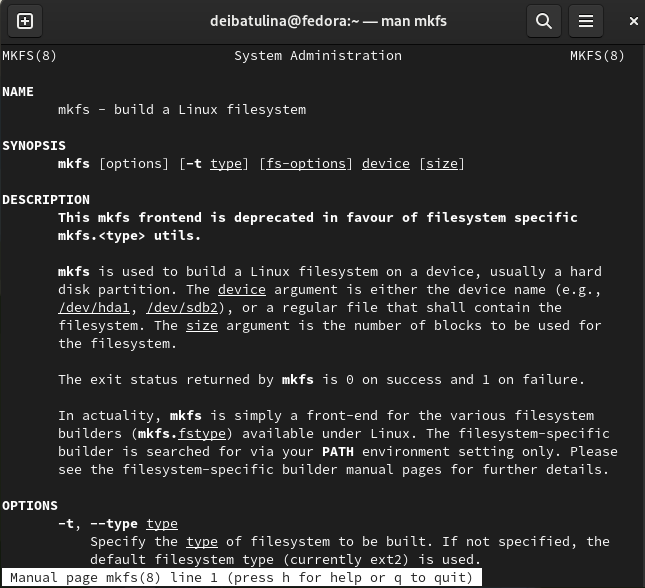 deibatulina@fedora:~ — man mkfs
MKFS(8) System Administration MKFS(8)
NAME
mkfs - build a Linux filesystem
SYNOPSIS
mkfs [options] [-t type] [fs-options] device [size]
DESCRIPTION
This mkfs frontend is deprecated in favour of filesystem specific
mkfs.<type> utils.
mkfs is used to build a Linux filesystem on a device, usually a hard
disk partition. The device argument is either the device name (e.g.,
/dev/hda1, /dev/sdb2), or a regular file that shall contain the
filesystem. The size argument is the number of blocks to be used for
the filesystem.
The exit status returned by mkfs is 0 on success and 1 on failure.
In actuality, mkfs is simply a front-end for the various filesystem
builders (mkfs.fstype) available under Linux. The filesystem-specific
builder is searched for via your PATH environment setting only. Please
see the filesystem-specific builder manual pages for further details.
OPTIONS
-t, --type type
Specify the type of filesystem to be built. If not specified, the
default filesystem type (currently ext2) is used.
Manual page mkfs(8) line 1 (press h for help or q to quit)